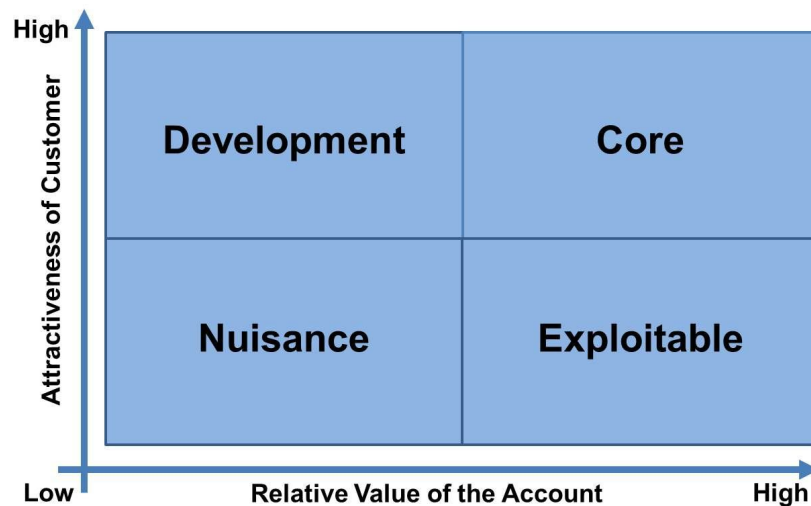 High
Attractiveness of Customer
Development
Core
Nuisance
Exploitable
Low
Relative Value of the Account
High